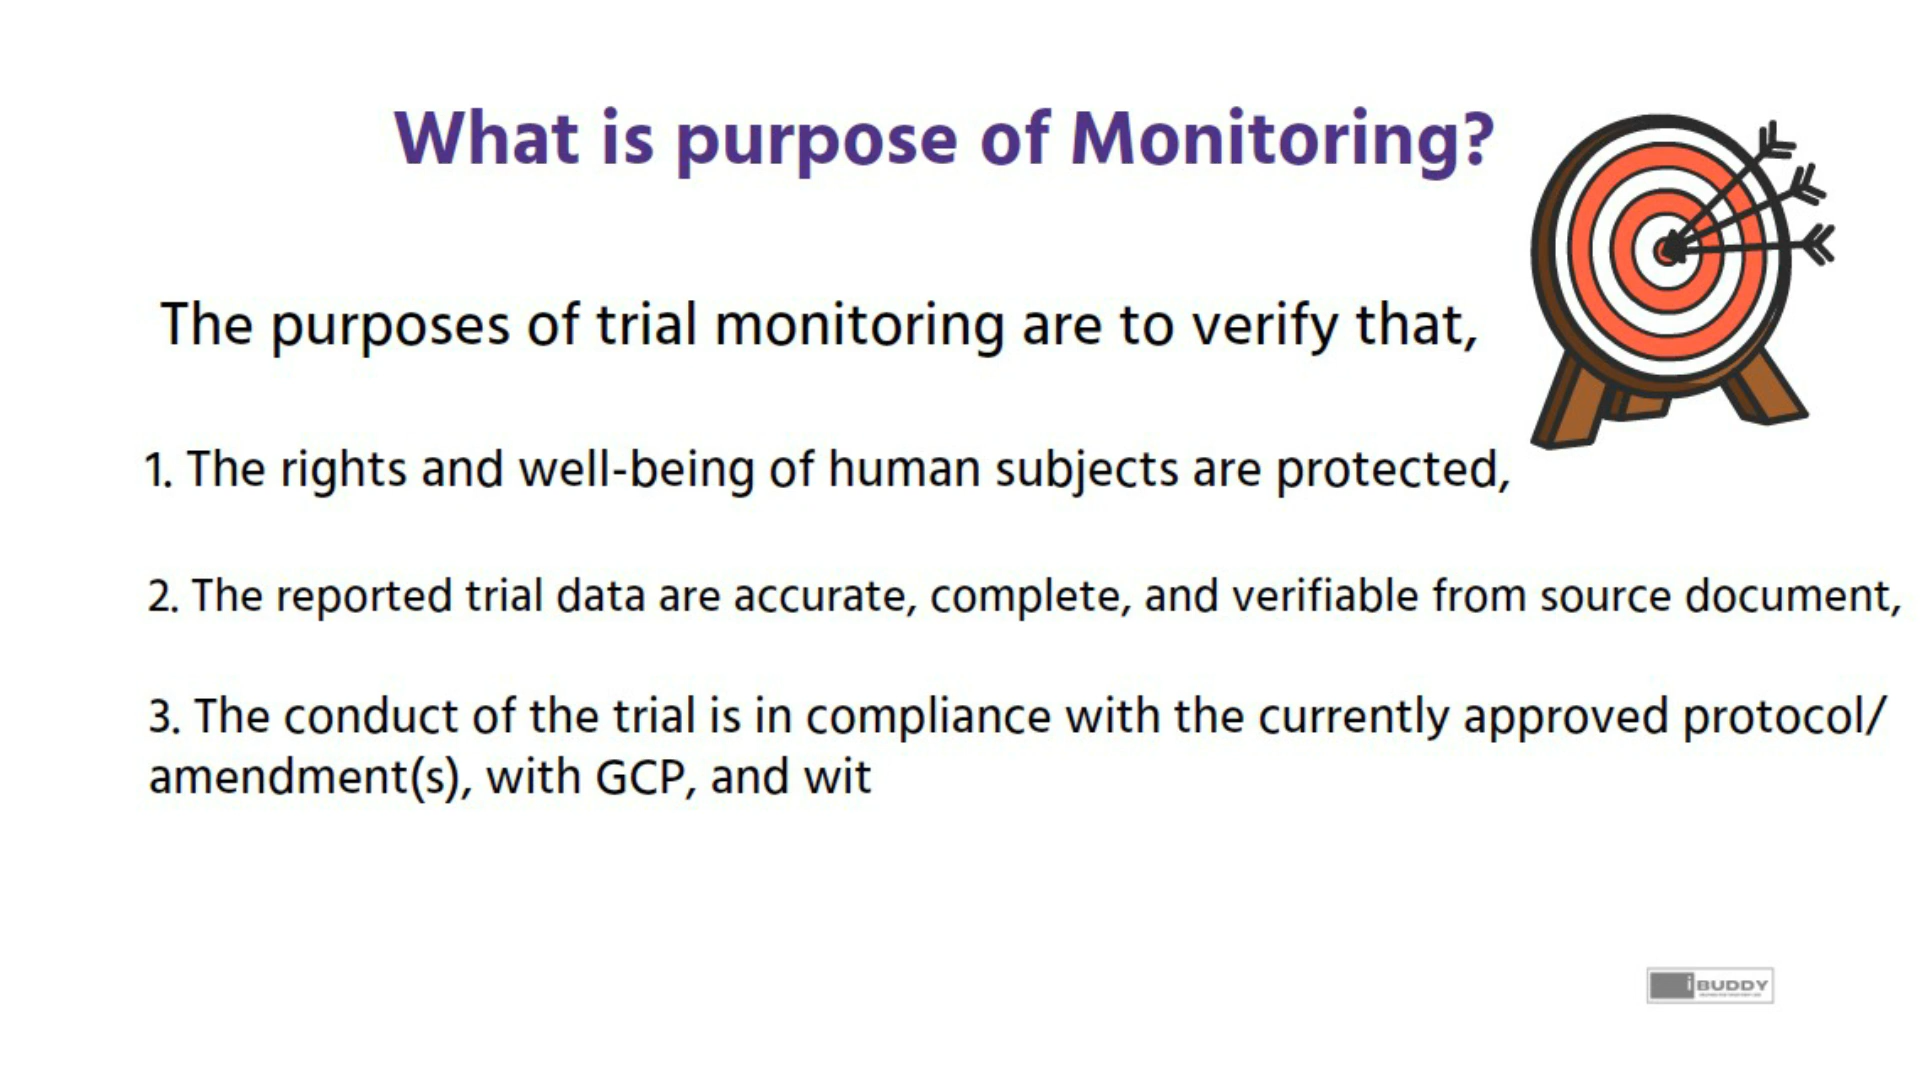 What is purpose of Monitoring?
The purposes of trial monitoring are to verify that,
1. The rights and well-being of human subjects are protected,
2. The reported trial data are accurate, complete, and verifiable from source document,
3. The conduct of the trial is in compliance with the currently approved protocol/
amendment(s), with GCP, and wit
i BUDDY